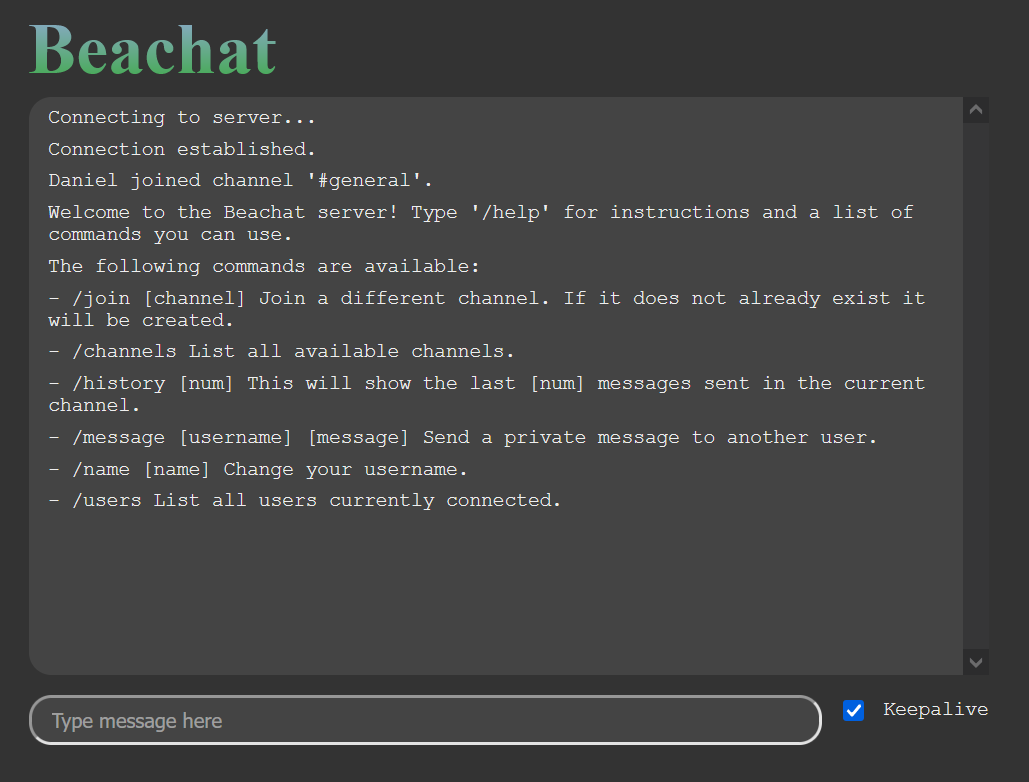 Beachat
Connecting to server...
Connection established.
Daniel joined channel '#general'.
Welcome to the Beachat server! Type '/help' for instructions and a list of
commands you can use.
The following commands are available:
- /join [channel] Join a different channel. If it does not already exist it
will be created.
- /channels List all available channels.
- /history [num] This will show the last [num] messages sent in the current
channel.
- /message [username] [message] Send a private message to another user.
- /name [name] Change your username.
- /users List all users currently connected.
Type message here
Keepalive